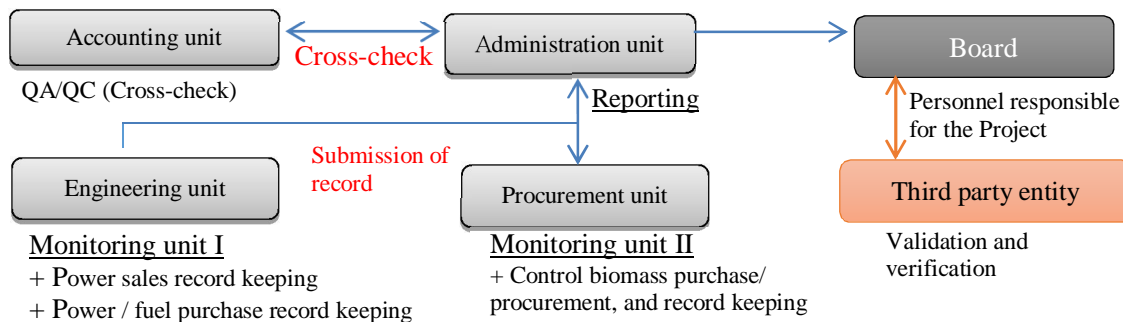 Accounting unit
Cross-check
Administration unit
Board
QA/QC (Cross-check)
Reporting
Personnel responsible
for the Project
Submission of
record
Engineering unit
Procurement unit
Third party entity
Monitoring unit I
+ Power sales record keeping
+ Power / fuel purchase record keeping
Monitoring unit II
+ Control biomass purchase/
procurement, and record keeping
Validation and
verification